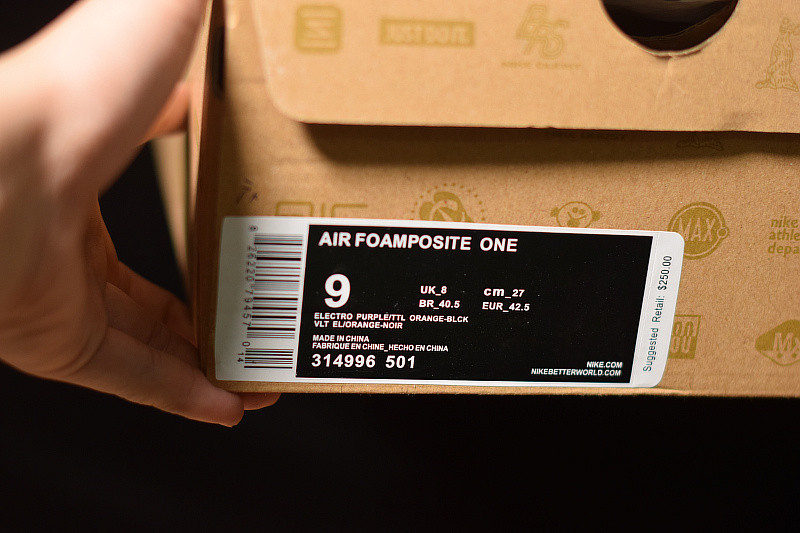 JUST DO IT
MAX
nike
AIR FOAMPOSITE ONE
9
UK_8
cm_27
BR_40.5
EUR_42.5
ELECTRO PURPLE/TTL ORANGE-BLCK
VLT EL/ORANGE-NOIR
MADE IN CHINA
FABRIQUE EN CHINE_HECHO EN CHINA
314996 501
NIKE.COM
NIKEBETTERWORLD.COM
Suggested Retail: $250.00